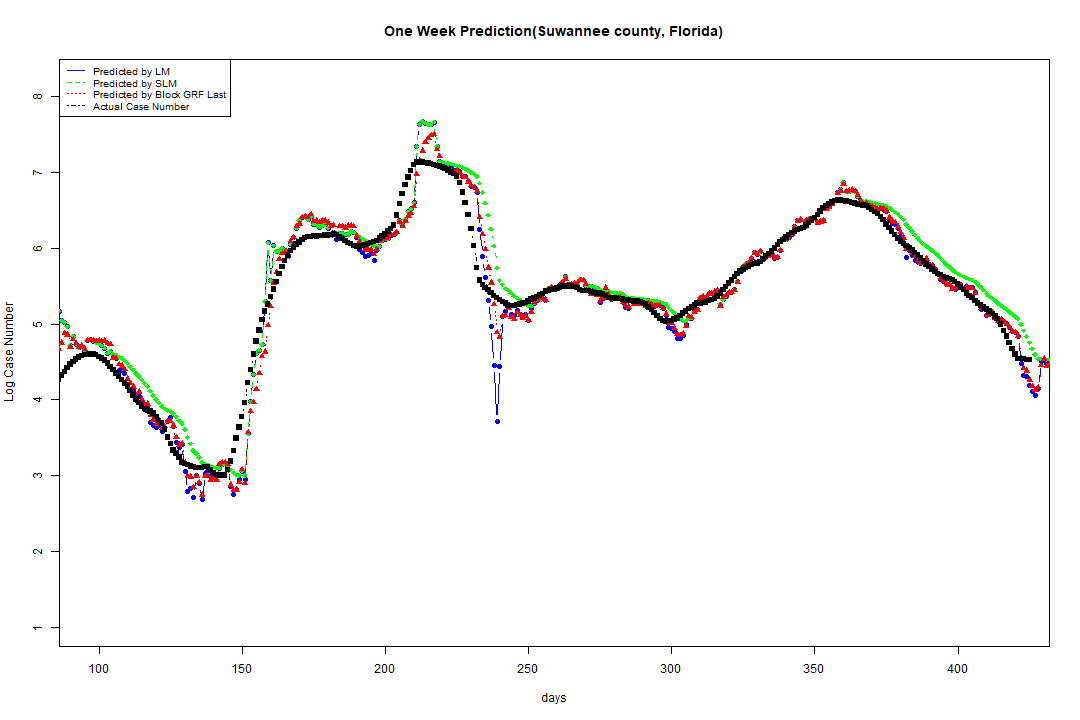 One Week Prediction(Suwannee county, Florida)
Predicted by LM
Predicted by SLM
Predicted by Block GRF Last
Actual Case Number
8
7
6
5
4
3
2
1
Log Case Number
100 150 200 250 300 350 400
days